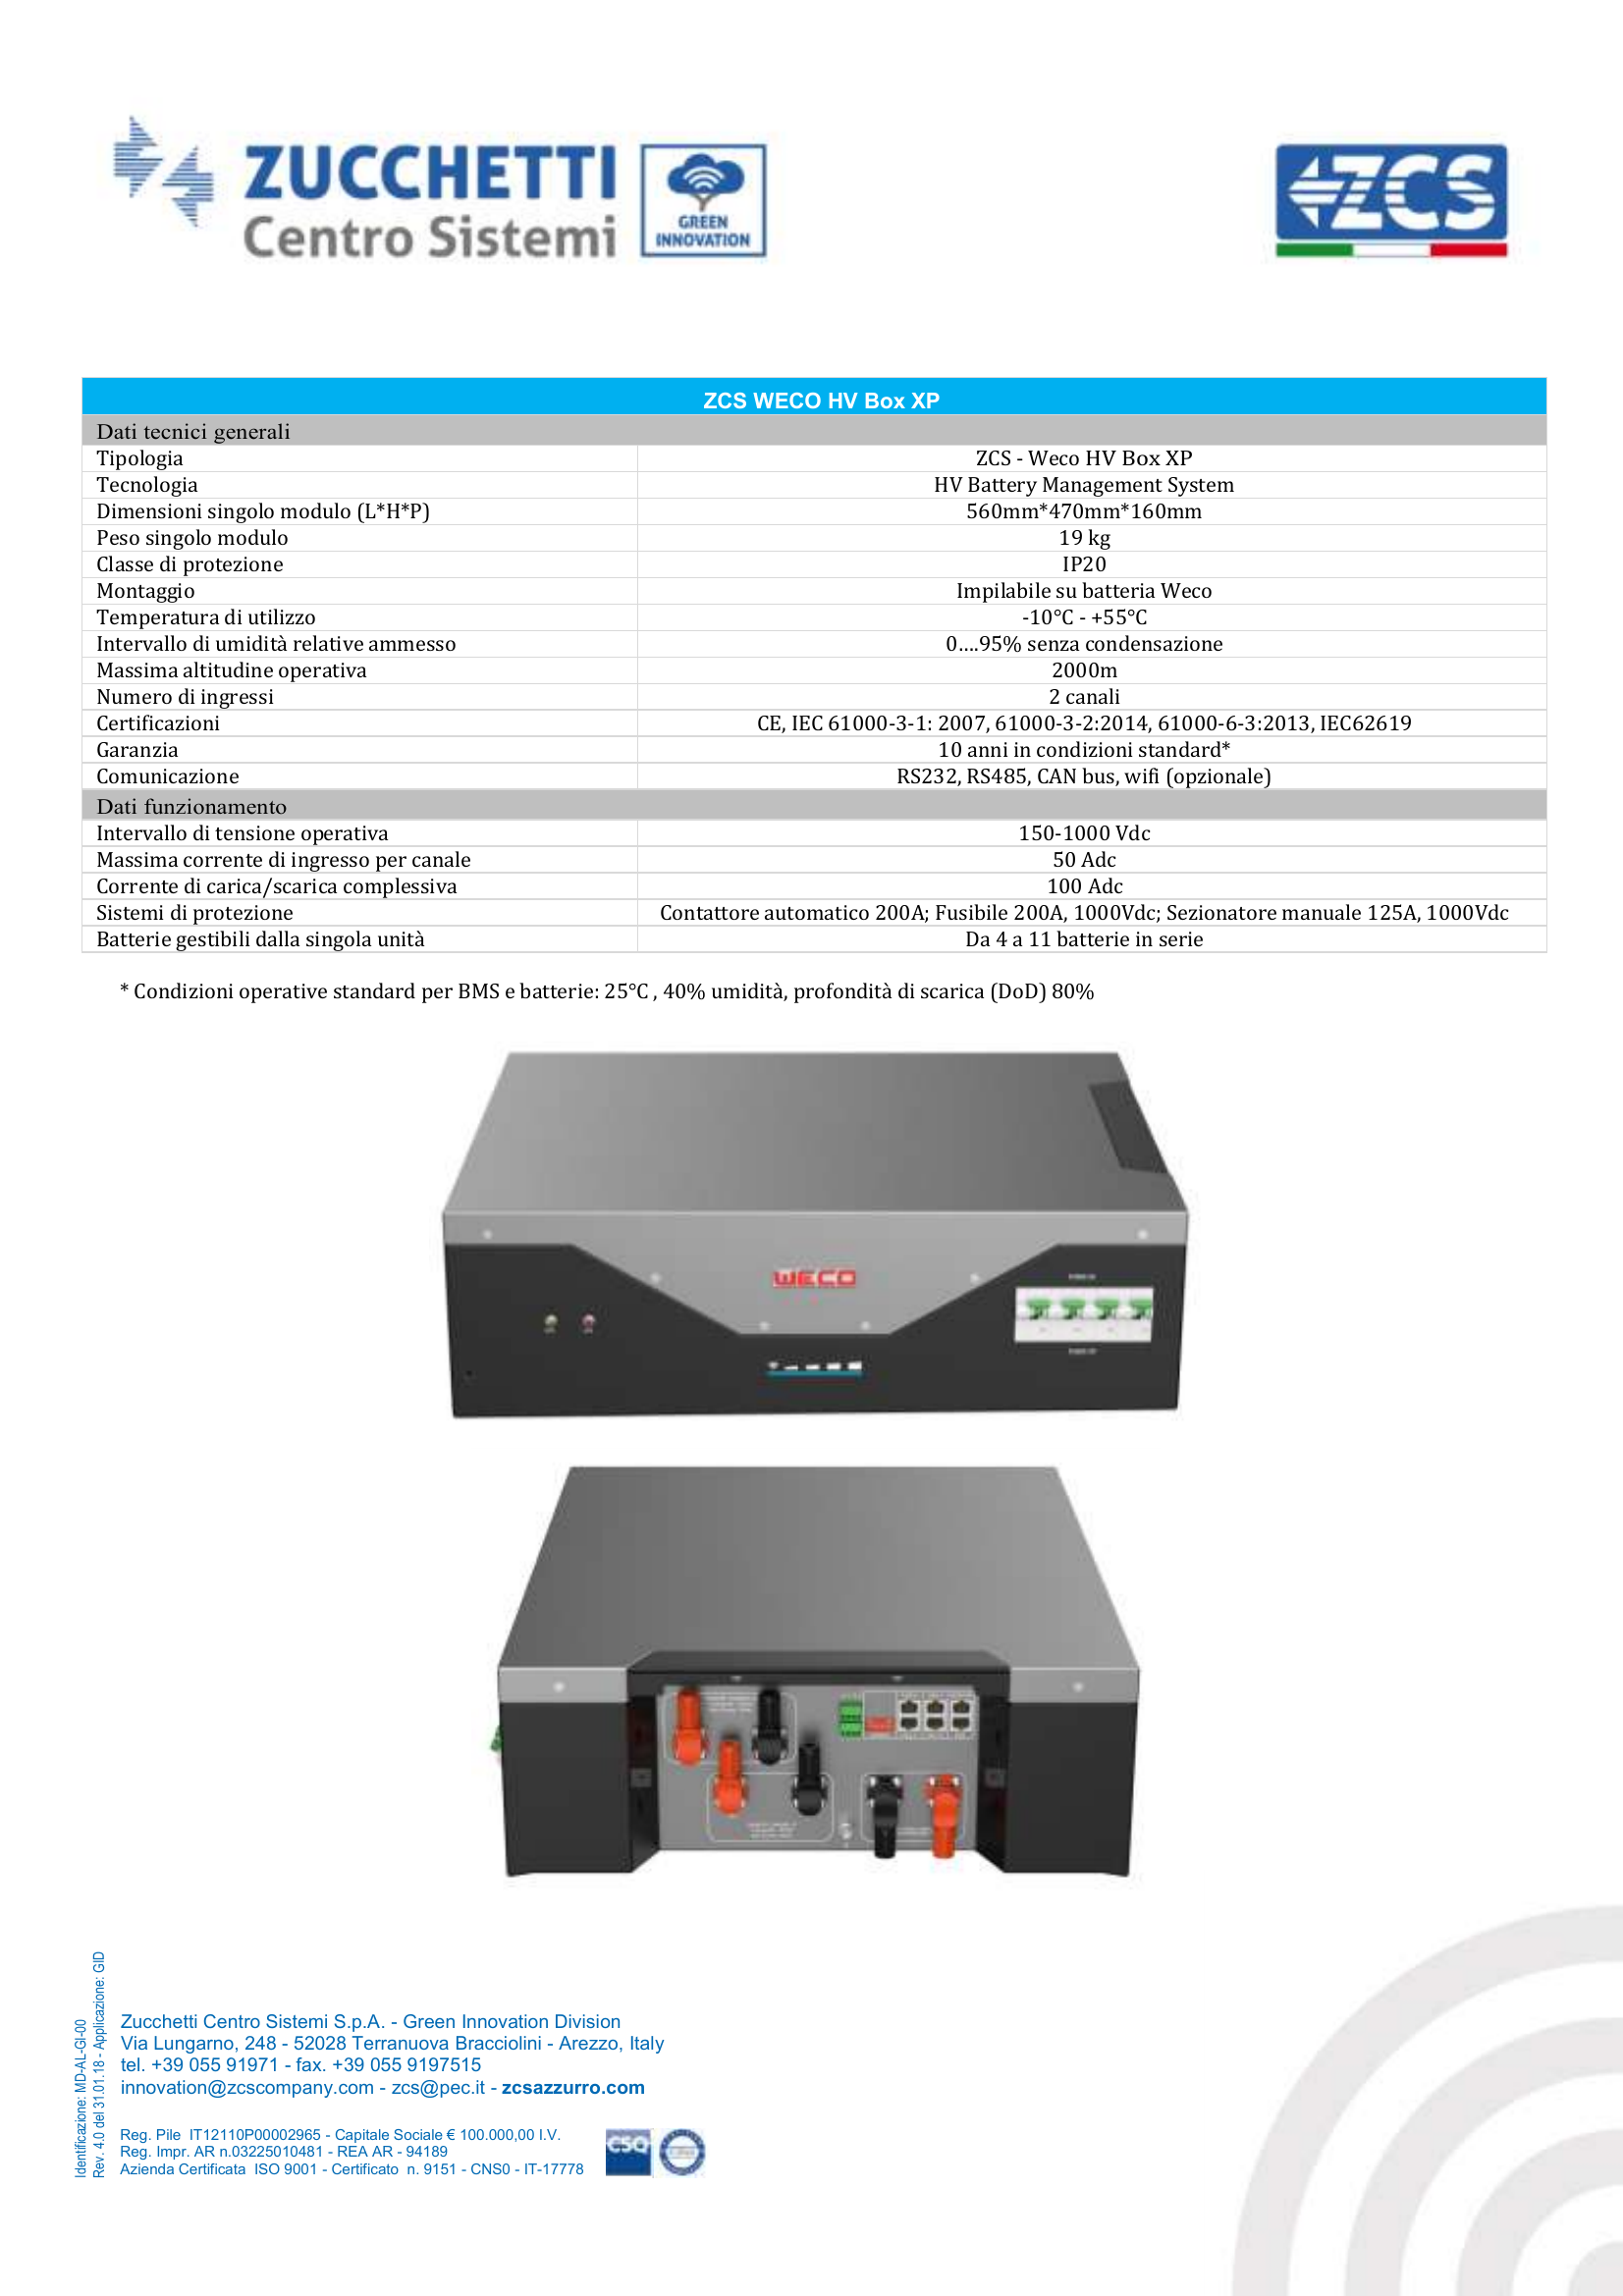 ZUCCHETTI
Centro Sistemi
GREEN
INNOVATION
ZCS
ZCS WECO HV Box XP
Dati tecnici generali
Tipologia ZCS - Weco HV Box XP
Tecnologia HV Battery Management System
Dimensioni singolo modulo (L*H*P) 560mm*470mm*160mm
Peso singolo modulo 19 kg
Classe di protezione IP20
Montaggio Impilabile su batteria Weco
Temperatura di utilizzo -10°C - +55°C
Intervallo di umidità relative ammesso 0….95% senza condensazione
Massima altitudine operativa 2000m
Numero di ingressi 2 canali
Certificazioni CE, IEC 61000-3-1: 2007, 61000-3-2:2014, 61000-6-3:2013, IEC62619
Garanzia 10 anni in condizioni standard*
Comunicazione RS232, RS485, CAN bus, wifi (opzionale)
Dati funzionamento
Intervallo di tensione operativa 150-1000 Vdc
Massima corrente di ingresso per canale 50 Adc
Corrente di carica/scarica complessiva 100 Adc
Sistemi di protezione Contattore automatico 200A; Fusibile 200A, 1000Vdc; Sezionatore manuale 125A, 1000Vdc
Batterie gestibili dalla singola unità Da 4 a 11 batterie in serie
* Condizioni operative standard per BMS e batterie: 25°C , 40% umidità, profondità di scarica (DoD) 80%
WECO
Identificazione: MD-AL-GI-00
Rev. 4.0 del 31.01.18 - Applicazione: GID
Zucchetti Centro Sistemi S.p.A. - Green Innovation Division
Via Lungarno, 248 - 52028 Terranuova Bracciolini - Arezzo, Italy
tel. +39 055 91971 - fax. +39 055 9197515
innovation@zcscompany.com - zcs@pec.it - zcsazzurro.com
Reg. Pile IT12110P00002965 - Capitale Sociale € 100.000,00 I.V.
Reg. Impr. AR n.03225010481 - REA AR - 94189
Azienda Certificata ISO 9001 - Certificato n. 9151 - CNS0 - IT-17778
CSQ